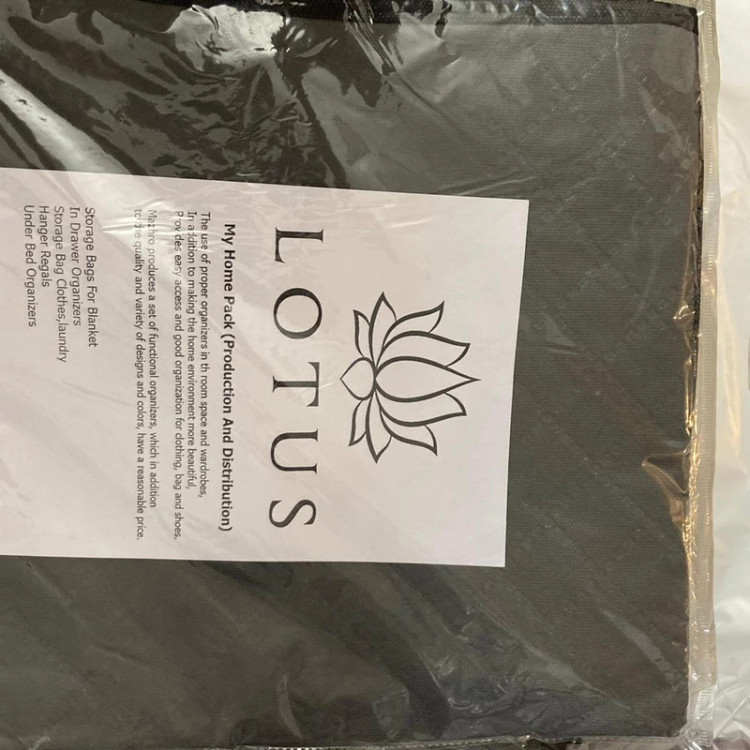 LOTUS
My Home Pack (Production And Distribution)
The use of proper organizers in th room space and wardrobes,
In addition to making the home environment more beautiful,
Provides easy access and good organization for clothing, bag and shoes.
produces a set of functional organizers, which in addition
to the quality and variety of designs and colors, have a reasonable price.
Storage Bags For Blanket
In Drawer Organizers
Storage Bag Clothes,laundry
Hanger Regals
Under Bed Organizers